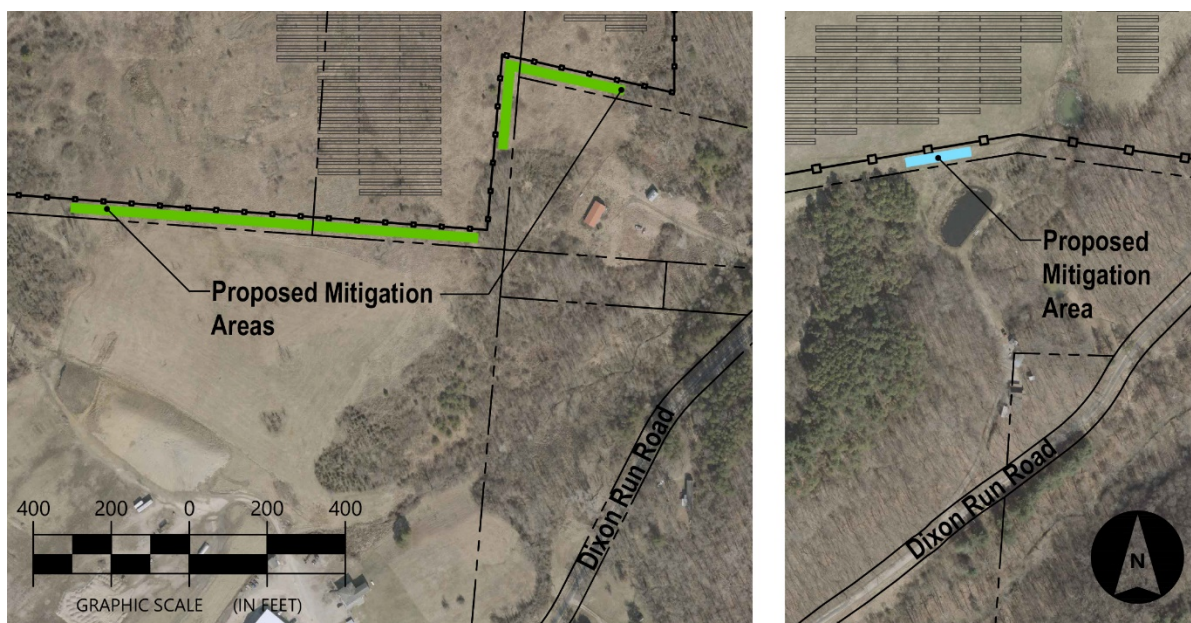 Proposed Mitigation
Areas
Dixon Run Road
400 200 0 200 400
GRAPHIC SCALE (IN FEET)
Proposed
Mitigation
Area
Dixon Run Road
N